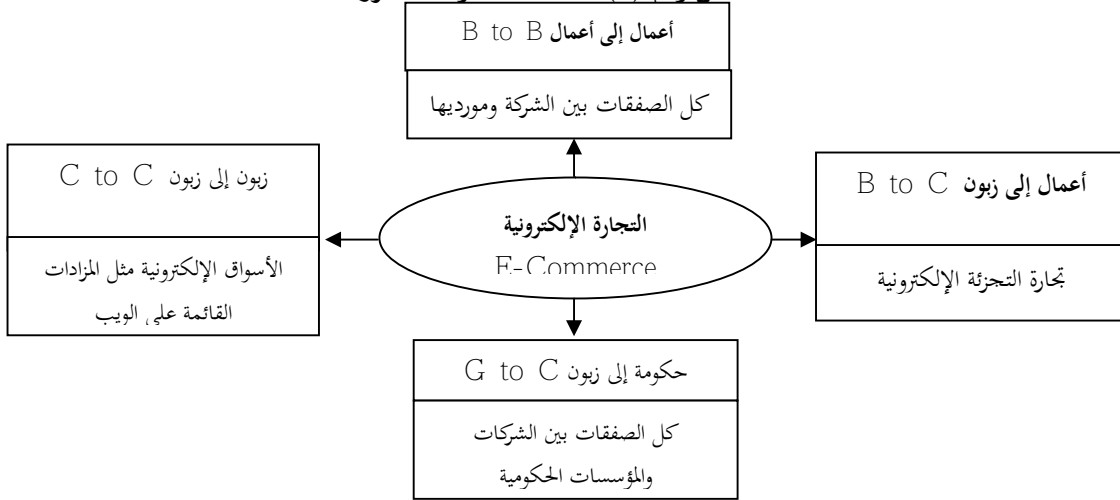 أعمال إلى أعمال B to B
كل الصفقات بين الشركة ومورديها
زبون إلى زبون C to C
الأسواق الإلكترونية مثل المزادات
القائمة على الويب
التجارة الإلكترونية
E-Commerce
أعمال إلى زبون B to C
تجارة التجزئة الإلكترونية
حكومة إلى زبون G to C
كل الصفقات بين الشركات
والمؤسسات الحكومية